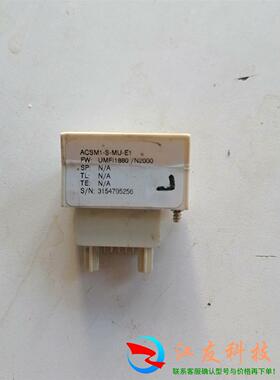 ACSM1-S-MU-E1
FW: UMFI1880 /N2000
SP: N/A
TL: N/A
TE: N/A
S/N: 3154795256
江友科技
联系客服确认型号与价格再下单!